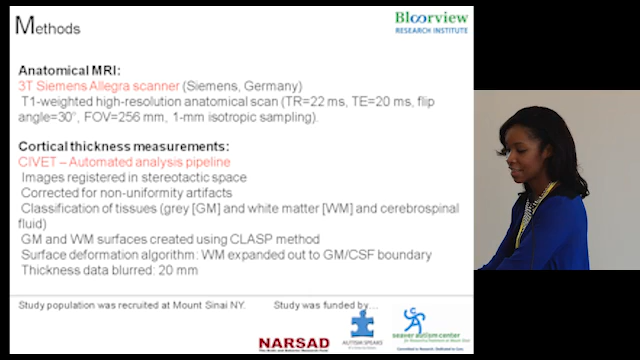 Methods
Bloorview
RESEARCH INSTITUTE
Anatomical MRI:
3T Siemens Allegra scanner (Siemens, Germany)
T1-weighted high-resolution anatomical scan (TR=22 ms, TE=20 ms, flip
angle=30°, FOV=256 mm, 1-mm isotropic sampling).
Cortical thickness measurements:
CIVET – Automated analysis pipeline
Images registered in stereotactic space
Corrected for non-uniformity artifacts
Classification of tissues (grey [GM] and white matter [WM] and cerebrospinal
fluid)
GM and WM surfaces created using CLASP method
Surface deformation algorithm: WM expanded out to GM/CSF boundary
Thickness data blurred: 20 mm
Study population was recruited at Mount Sinai NY.
Study was funded by…
NARSAD
AUTISM SPEAKS
seaver autism center